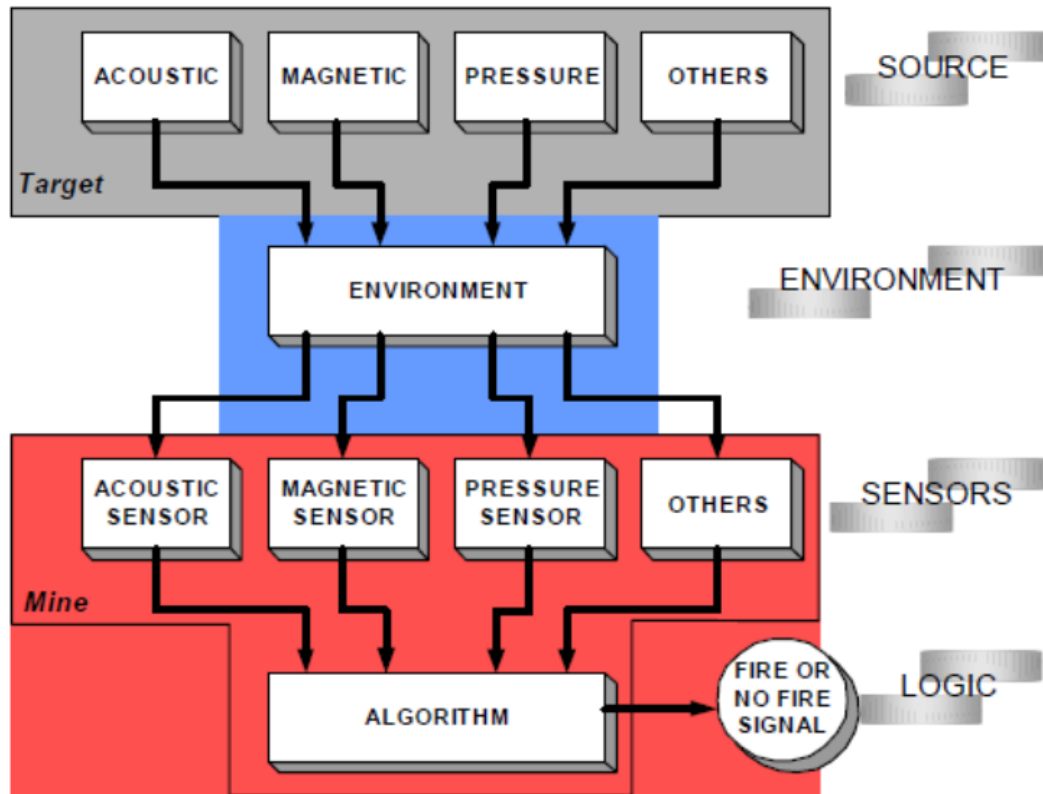 ACOUSTIC
MAGNETIC
PRESSURE
OTHERS
SOURCE
Target
ENVIRONMENT
ENVIRONMENT
ACOUSTIC
SENSOR
MAGNETIC
SENSOR
PRESSURE
SENSOR
OTHERS
SENSORS
Mine
ALGORITHM
FIRE OR
NO FIRE
SIGNAL
LOGIC